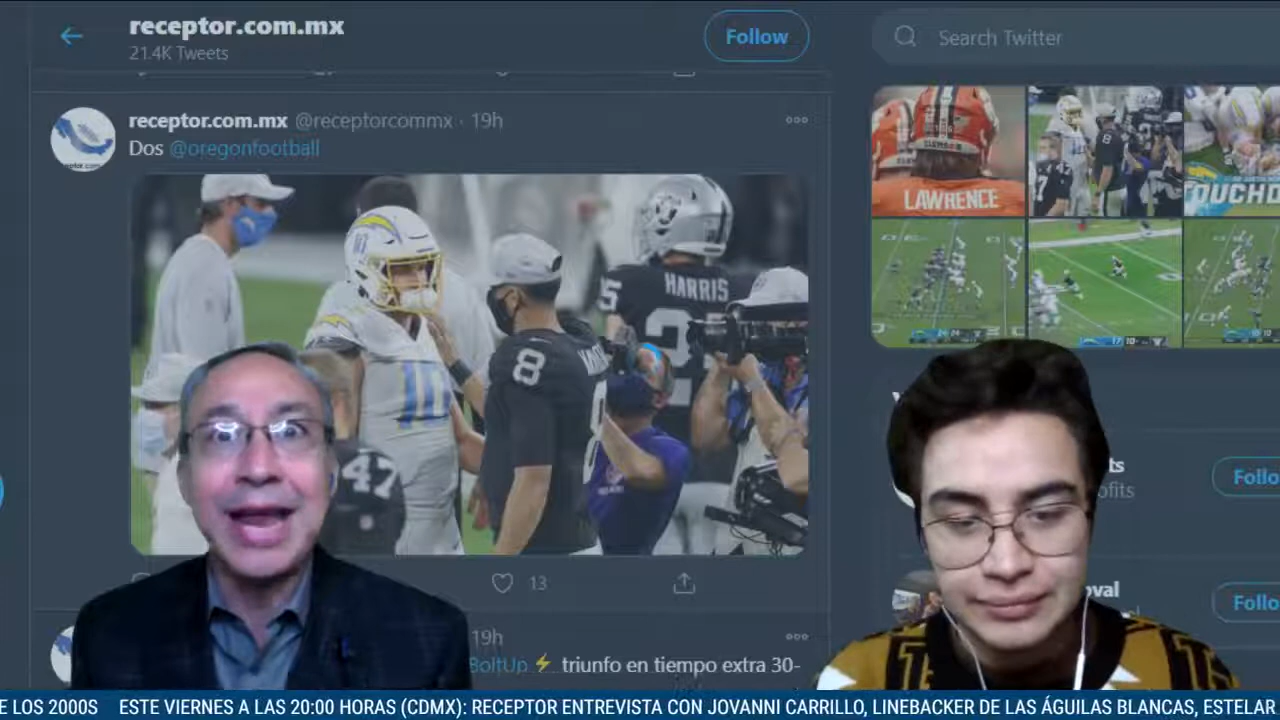 receptor.com.mx
21.4K Tweets
Follow
Search Twitter
receptor.com.mx @receptorcommx · 19h
Dos @oregonfootball
LAWRENCE
HARRIS
10
8
8
47
13
19h
BoltUp ⚡ triunfo en tiempo extra 30-
Follo
Follo
E LOS 2000S ESTE VIERNES A LAS 20:00 HORAS (CDMX): RECEPTOR ENTREVISTA CON JOVANNI CARRILLO, LINEBACKER DE LAS ÁGUILAS BLANCAS, ESTELAR